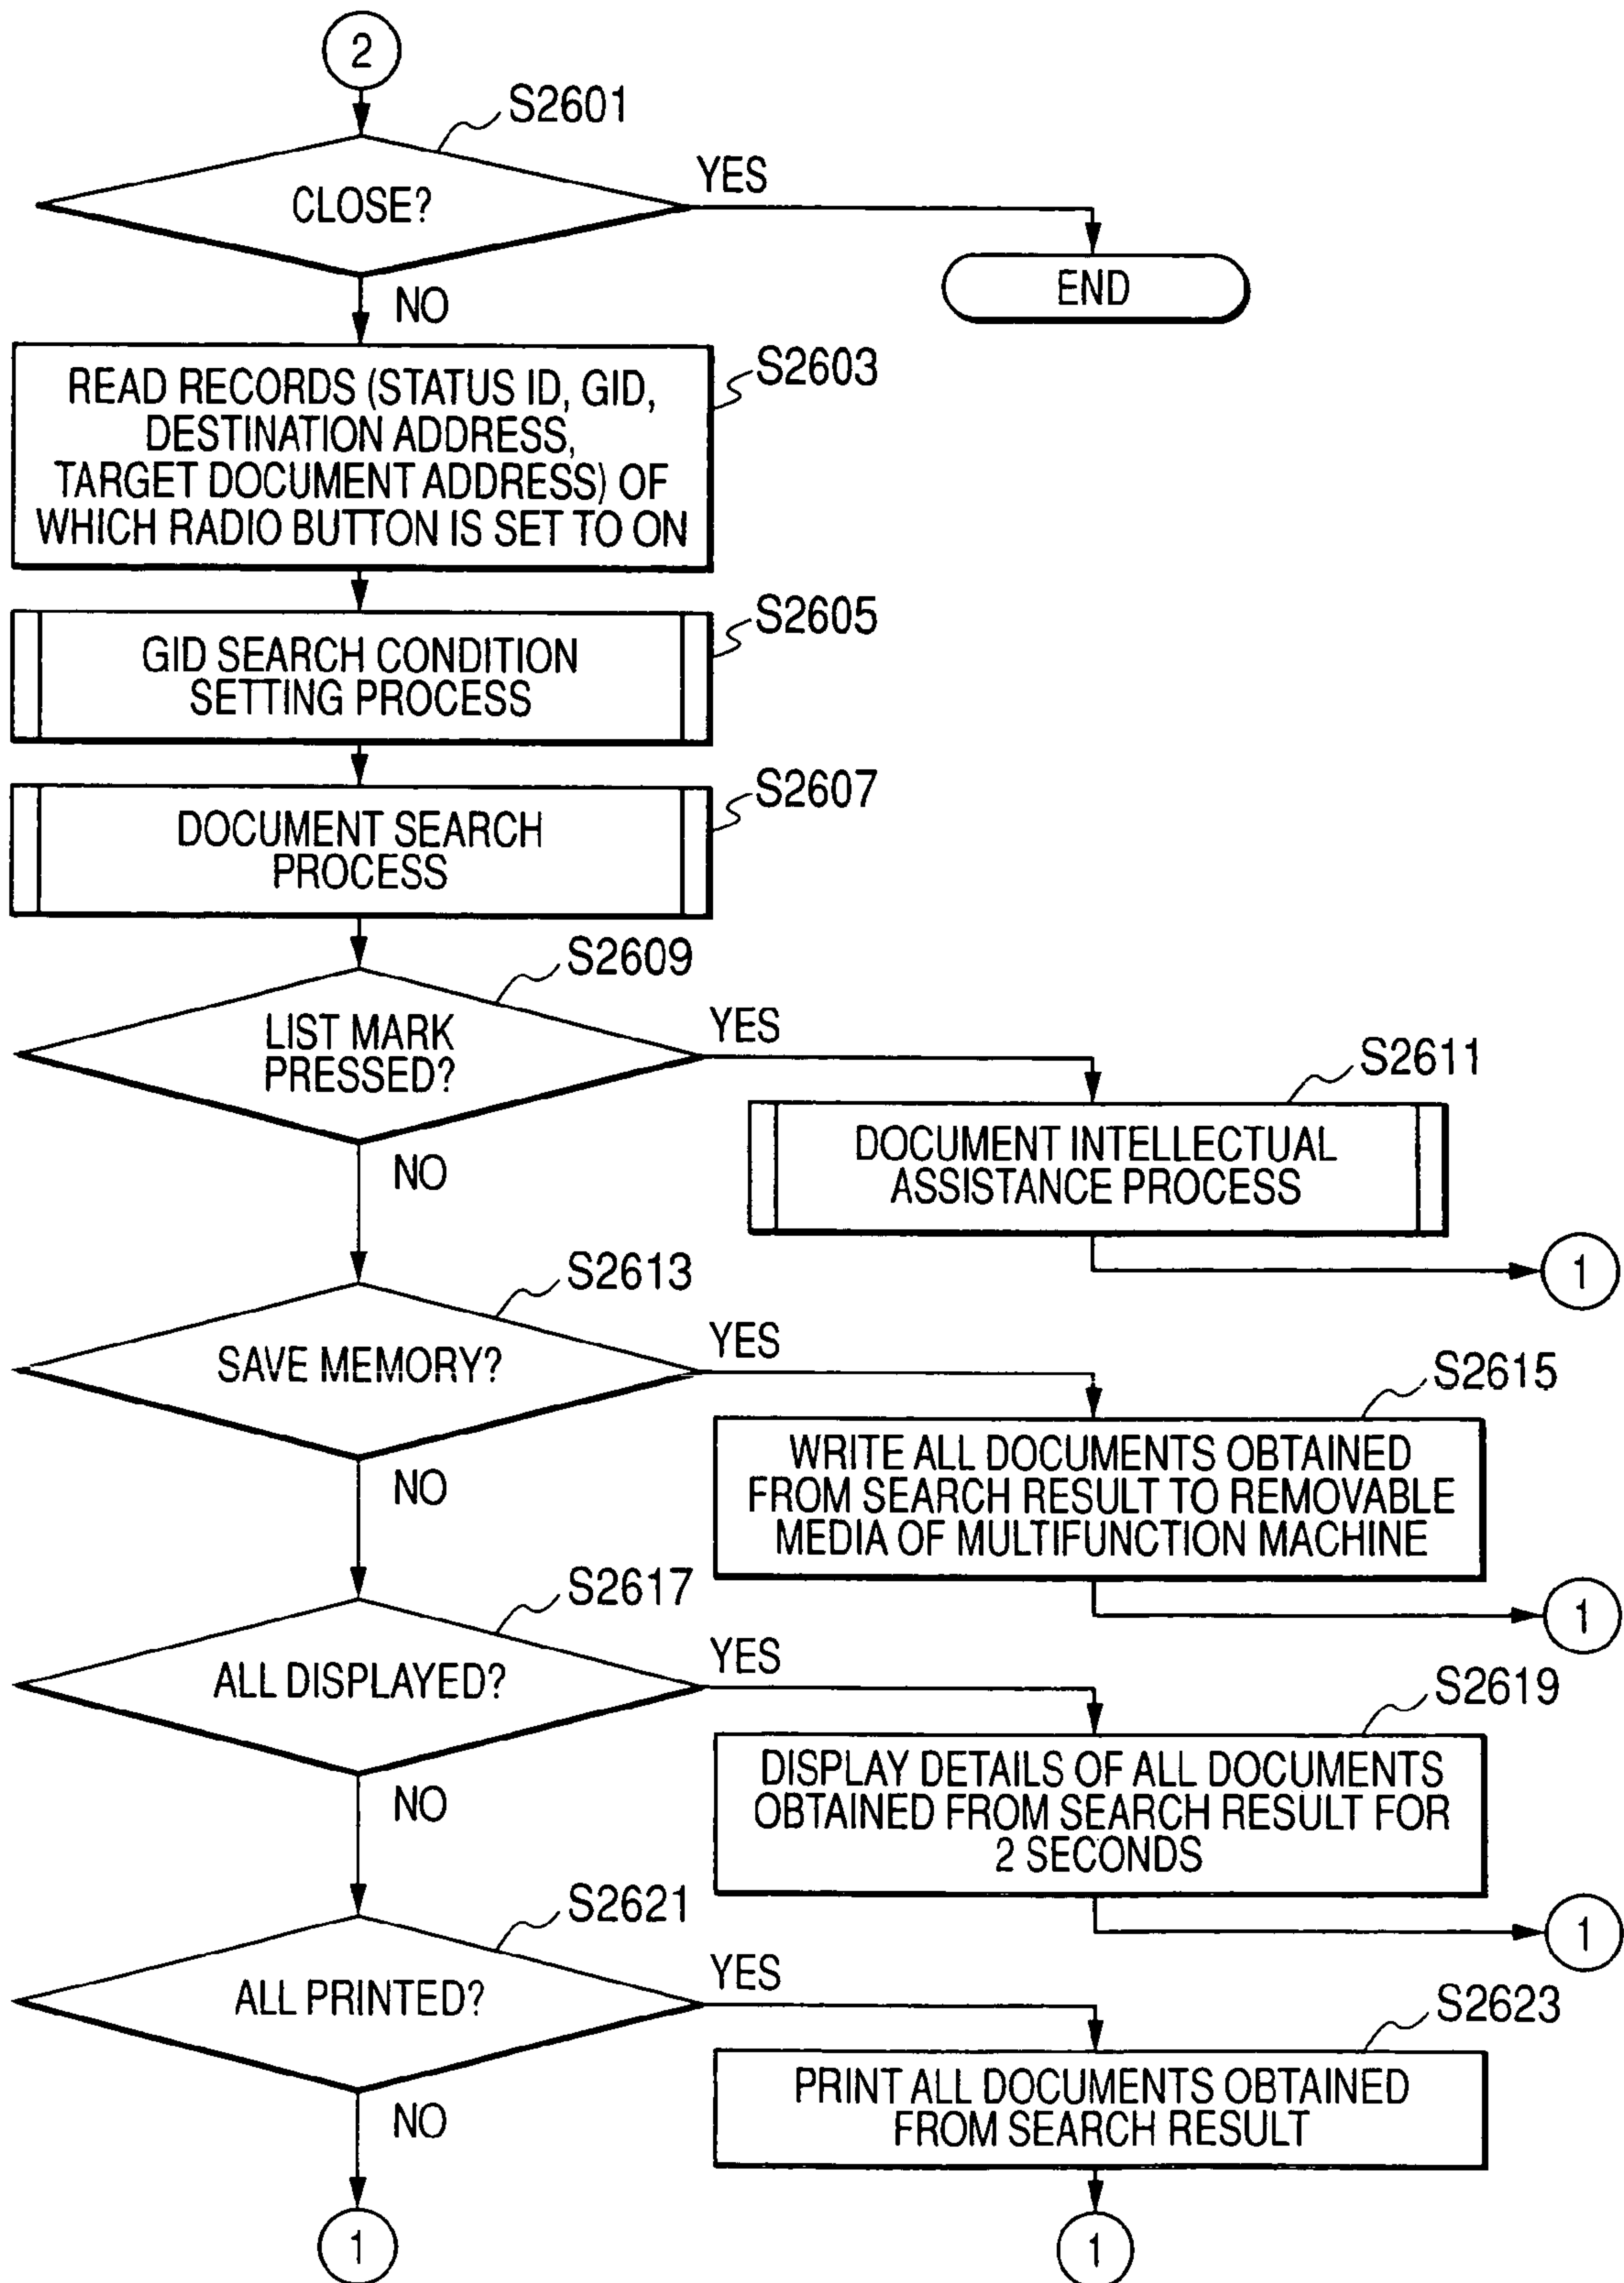 2
S2601
CLOSE?
YES
END
NO
READ RECORDS (STATUS ID, GID,
DESTINATION ADDRESS,
TARGET DOCUMENT ADDRESS) OF
WHICH RADIO BUTTON IS SET TO ON
S2603
GID SEARCH CONDITION
SETTING PROCESS
S2605
DOCUMENT SEARCH
PROCESS
S2607
S2609
LIST MARK
PRESSED?
YES
S2611
DOCUMENT INTELLECTUAL
ASSISTANCE PROCESS
1
NO
S2613
SAVE MEMORY?
YES
S2615
WRITE ALL DOCUMENTS OBTAINED
FROM SEARCH RESULT TO REMOVABLE
MEDIA OF MULTIFUNCTION MACHINE
1
NO
S2617
ALL DISPLAYED?
YES
S2619
DISPLAY DETAILS OF ALL DOCUMENTS
OBTAINED FROM SEARCH RESULT FOR
2 SECONDS
1
NO
S2621
ALL PRINTED?
YES
S2623
PRINT ALL DOCUMENTS OBTAINED
FROM SEARCH RESULT
NO
1
1